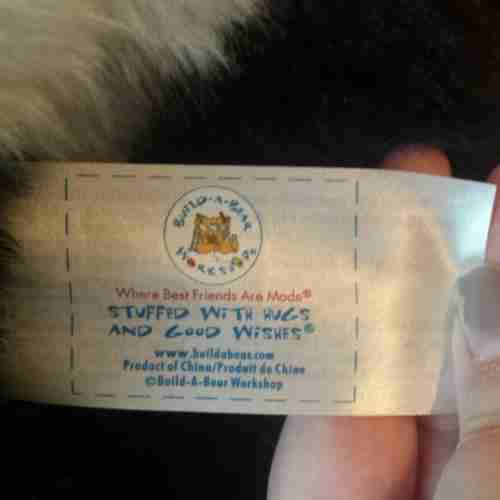 BUILD-A-BEAR
WORKSHOP
Where Best Friends Are Made®
STUFFED WITH HUGS
AND GOOD WISHES®
www.buildabear.com
Product of China/Produit de Chine
©Build-A-Bear Workshop